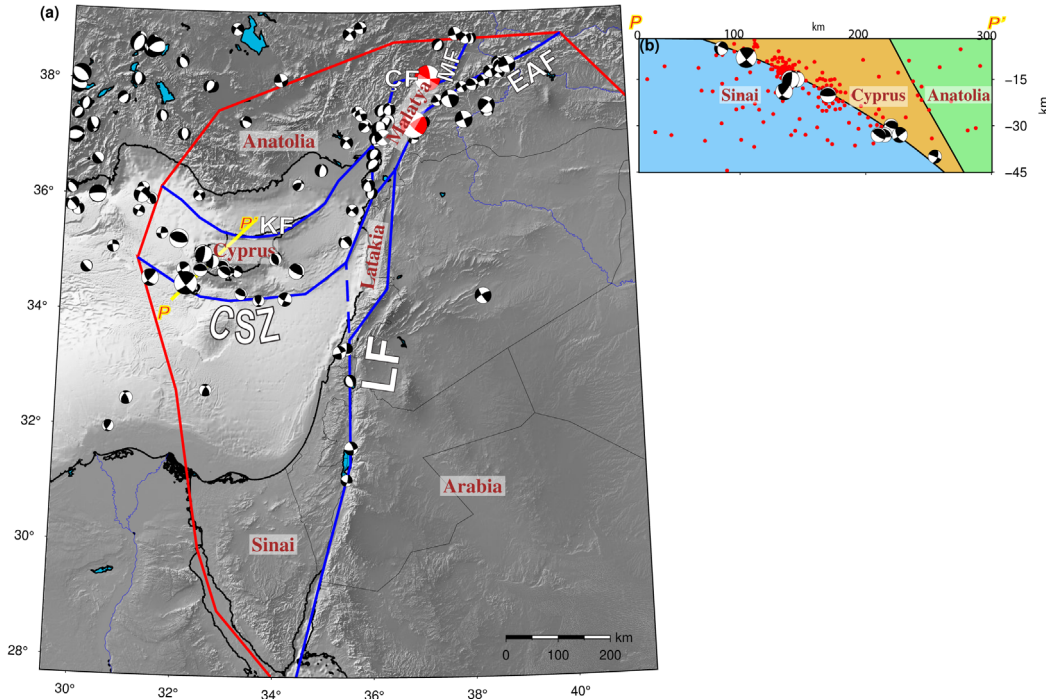 (a)
38°
36°
34°
32°
30°
28°
30°
32°
34°
36°
38°
40°
Anatolia
CF
MF
EAF
Malatya
P'
KF
Cyprus
Latakia
P
CSZ
LF
Arabia
Sinai
km
0
100
200
P
km
P'
100
200
300
(b)
Sinai
Cyprus
Anatolia
-15
-30
-45
km